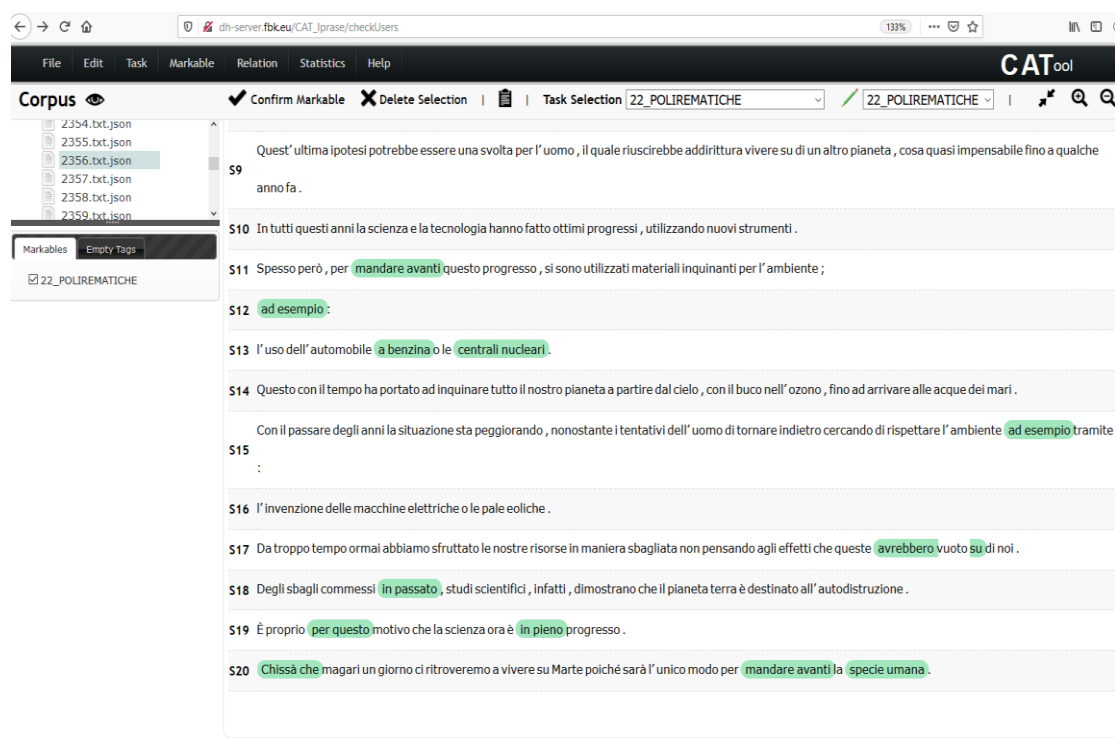 dh-server.fbk.eu/CAT_Iprase/checkUsers 133%
File Edit Task Markable Relation Statistics Help CATool
Corpus Confirm Markable Delete Selection | | Task Selection 22_POLIREMATICHE 22_POLIREMATICHE |
2354.txt.json
2355.txt.json
2356.txt.json
2357.txt.json
2358.txt.json
2359.txt.json
Markables Empty Tags
22_POLIREMATICHE
S9 Quest' ultima ipotesi potrebbe essere una svolta per l' uomo , il quale riuscirebbe addirittura vivere su di un altro pianeta , cosa quasi impensabile fino a qualche
anno fa .
S10 In tutti questi anni la scienza e la tecnologia hanno fatto ottimi progressi , utilizzando nuovi strumenti .
S11 Spesso però , per mandare avanti questo progresso , si sono utilizzati materiali inquinanti per l' ambiente ;
S12 ad esempio :
S13 l' uso dell' automobile a benzina o le centrali nucleari .
S14 Questo con il tempo ha portato ad inquinare tutto il nostro pianeta a partire dal cielo , con il buco nell' ozono , fino ad arrivare alle acque dei mari .
S15 Con il passare degli anni la situazione sta peggiorando , nonostante i tentativi dell' uomo di tornare indietro cercando di rispettare l' ambiente ad esempio tramite
:
S16 l' invenzione delle macchine elettriche o le pale eoliche .
S17 Da troppo tempo ormai abbiamo sfruttato le nostre risorse in maniera sbagliata non pensando agli effetti che queste avrebbero vuoto su di noi .
S18 Degli sbagli commessi in passato , studi scientifici , infatti , dimostrano che il pianeta terra è destinato all' autodistruzione .
S19 È proprio per questo motivo che la scienza ora è in pieno progresso .
S20 Chissà che magari un giorno ci ritroveremo a vivere su Marte poiché sarà l' unico modo per mandare avanti la specie umana .